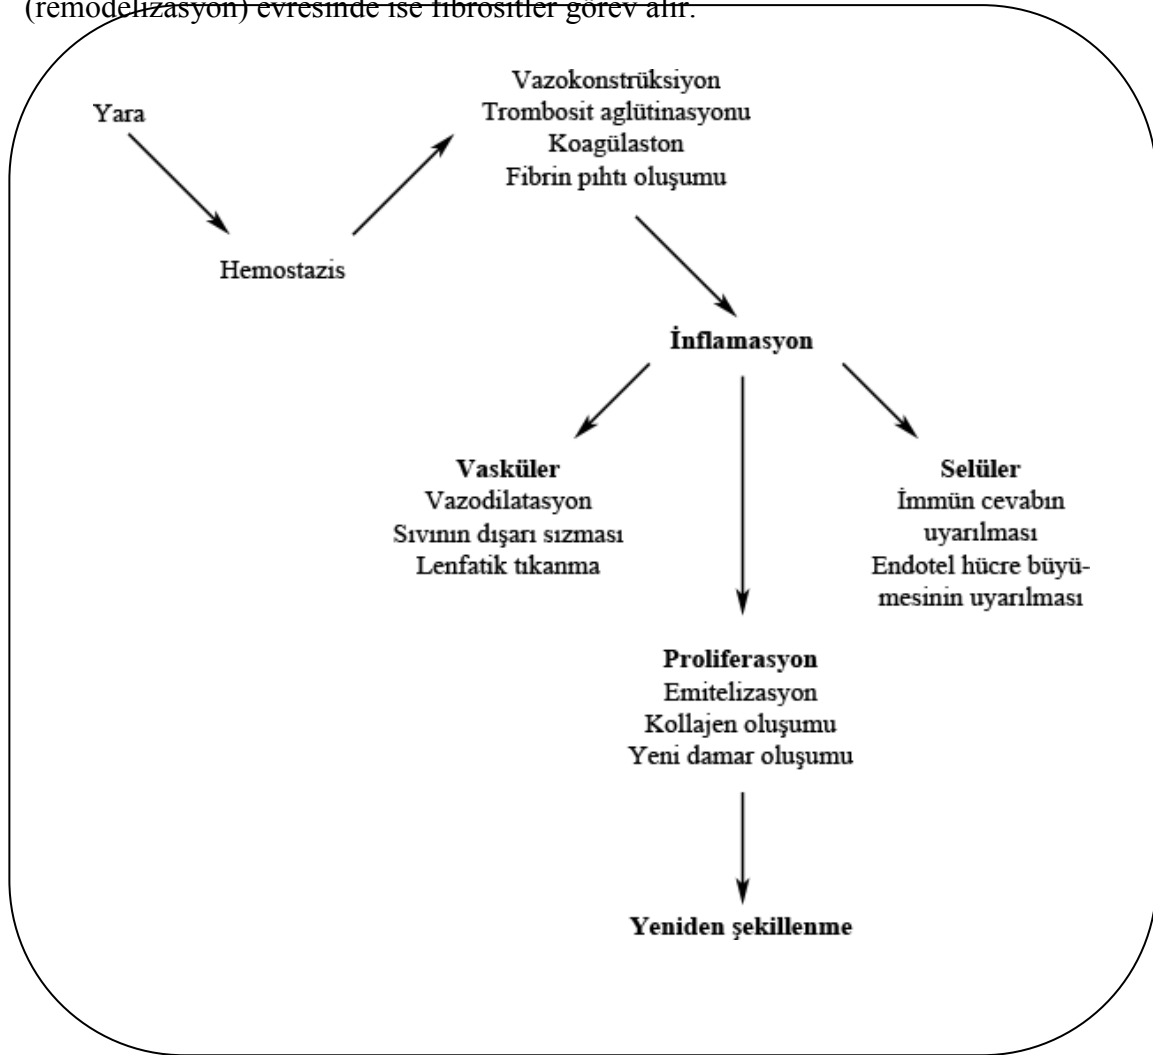 (remodelizasyon) evresinde ise fibrositler görev alır.
Yara
Vazokonstrüksiyon
Trombosit aglütinasyonu
Koagülaston
Fibrin pıhtı oluşumu
Hemostazis
İnflamasyon
Vasküler
Vazodilatasyon
Sıvının dışarı sızması
Lenfatik tıkanma
Selüler
İmmün cevabın
uyarılması
Endotel hücre büyü-
mesinin uyarılması
Proliferasyon
Emitelizasyon
Kollajen oluşumu
Yeni damar oluşumu
Yeniden şekillenme